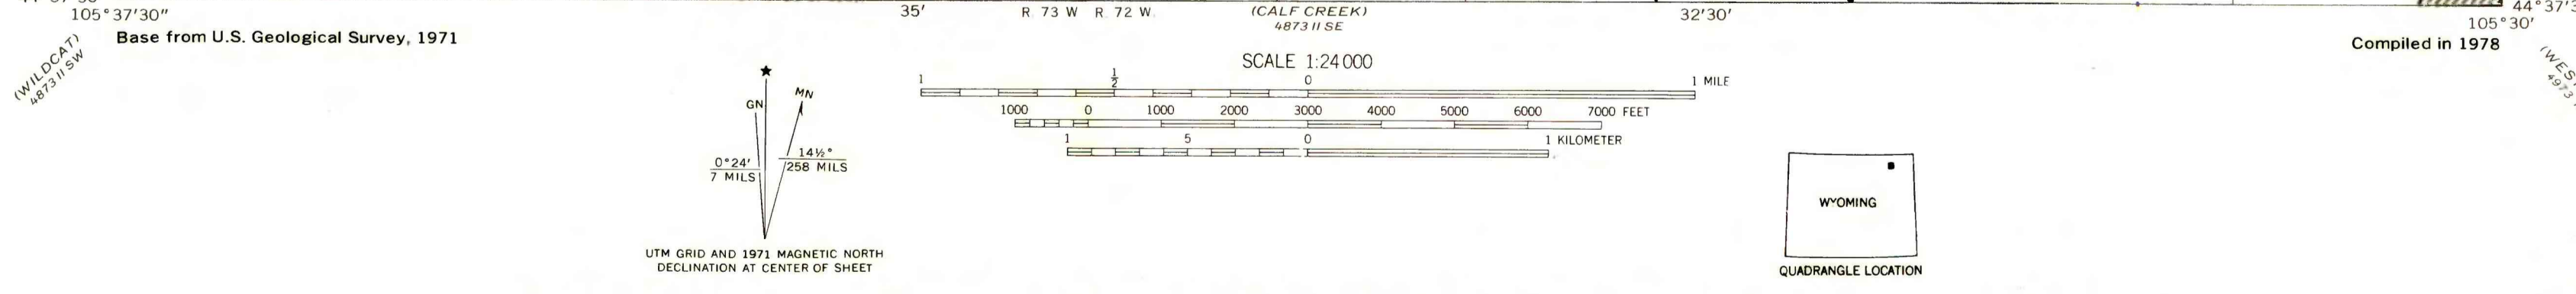 105°37'30"
35'
R. 73 W. R. 72 W.
(CALF CREEK)
4873 II SE
32'30'
44°37'3
105°30'
(WILDCAT)
4873 II SW
Base from U.S. Geological Survey, 1971
Compiled in 1978
(WES
4973
SCALE 1:24 000
1 1/2 0 1 MILE
1000 0 1000 2000 3000 4000 5000 6000 7000 FEET
1 5 0 1 KILOMETER
★
GN
MN
0°24'
7 MILS
14½°
258 MILS
UTM GRID AND 1971 MAGNETIC NORTH
DECLINATION AT CENTER OF SHEET
WYOMING
QUADRANGLE LOCATION